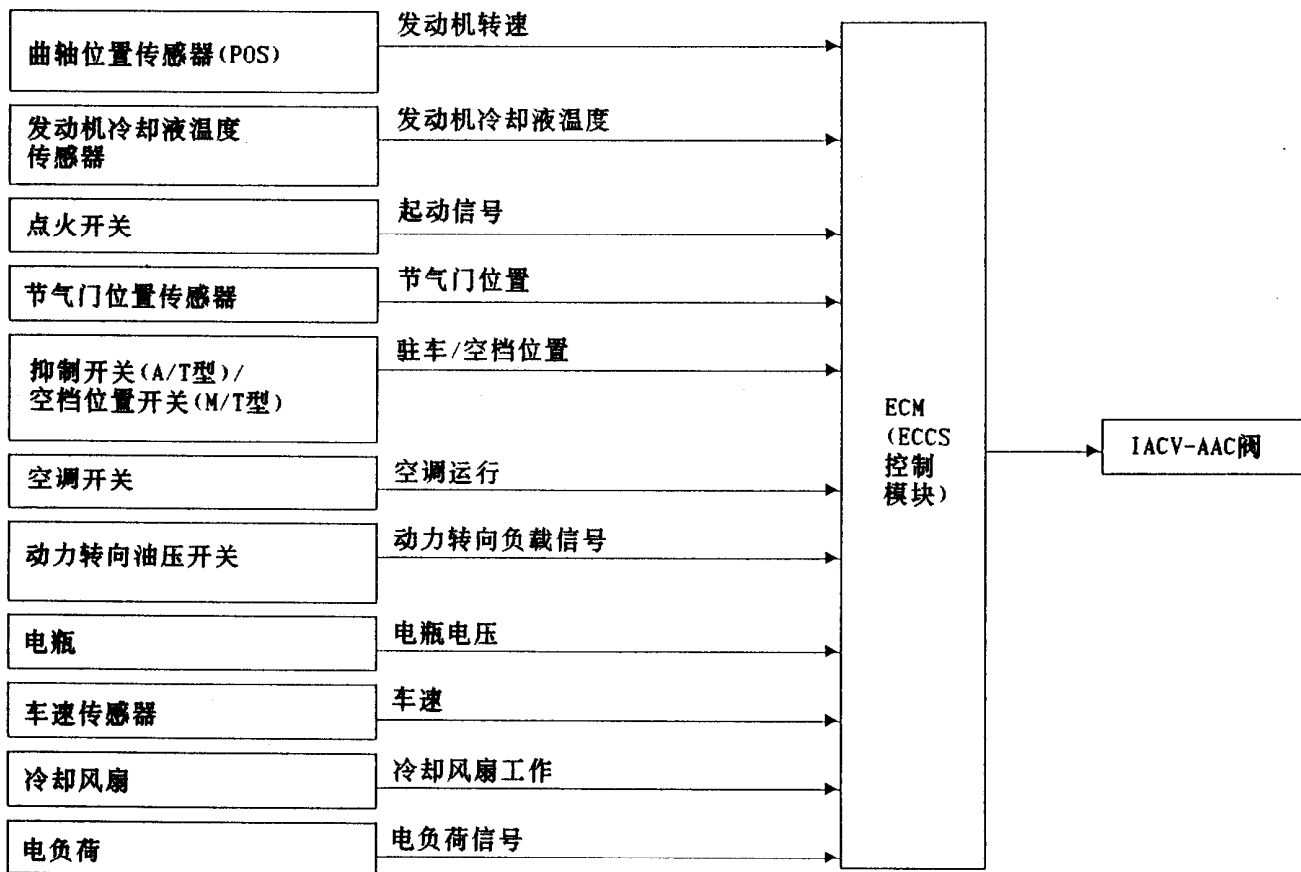 曲轴位置传感器(POS)
发动机转速
发动机冷却液温度
传感器
发动机冷却液温度
点火开关
起动信号
节气门位置传感器
节气门位置
抑制开关(A/T型)/
空档位置开关(M/T型)
驻车/空档位置
空调开关
空调运行
动力转向油压开关
动力转向负载信号
电瓶
电瓶电压
车速传感器
车速
冷却风扇
冷却风扇工作
电负荷
电负荷信号
ECM
(ECCS
控制
模块)
IACV-AAC阀